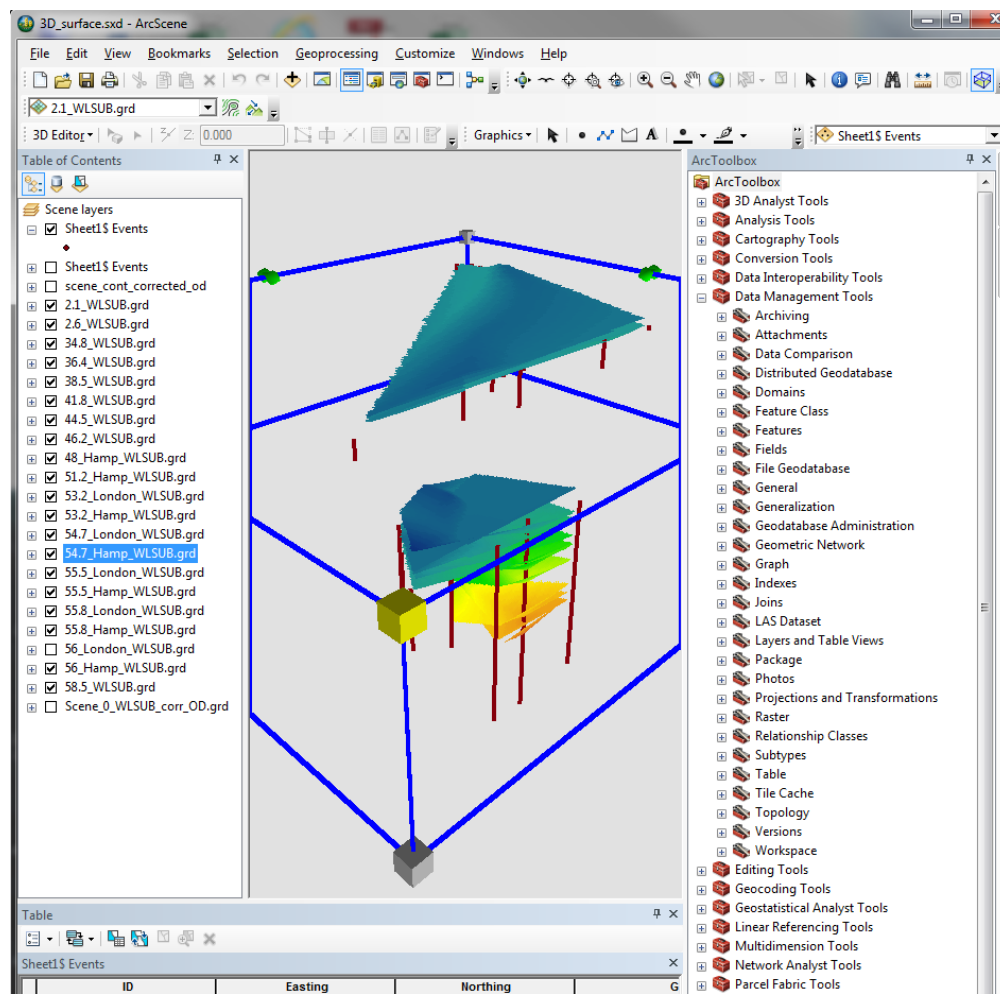 3D_surface.sxd - ArcScene
File Edit View Bookmarks Selection Geoprocessing Customize Windows Help
2.1_WLSUB.grd
3D Editor Z: 0.000 Graphics A Sheet1$ Events
Table of Contents
Scene layers
Sheet1$ Events
Sheet1$ Events
scene_cont_corrected_od
2.1_WLSUB.grd
2.6_WLSUB.grd
34.8_WLSUB.grd
36.4_WLSUB.grd
38.5_WLSUB.grd
41.8_WLSUB.grd
44.5_WLSUB.grd
46.2_WLSUB.grd
48_Hamp_WLSUB.grd
51.2_Hamp_WLSUB.grd
53.2_London_WLSUB.grd
53.2_Hamp_WLSUB.grd
54.7_London_WLSUB.grd
54.7_Hamp_WLSUB.grd
55.5_London_WLSUB.grd
55.5_Hamp_WLSUB.grd
55.8_London_WLSUB.grd
55.8_Hamp_WLSUB.grd
56_London_WLSUB.grd
56_Hamp_WLSUB.grd
58.5_WLSUB.grd
Scene_0_WLSUB_corr_OD.grd
ArcToolbox
ArcToolbox
3D Analyst Tools
Analysis Tools
Cartography Tools
Conversion Tools
Data Interoperability Tools
Data Management Tools
Archiving
Attachments
Data Comparison
Distributed Geodatabase
Domains
Feature Class
Features
Fields
File Geodatabase
General
Generalization
Geodatabase Administration
Geometric Network
Graph
Indexes
Joins
LAS Dataset
Layers and Table Views
Package
Photos
Projections and Transformations
Raster
Relationship Classes
Subtypes
Table
Tile Cache
Topology
Versions
Workspace
Editing Tools
Geocoding Tools
Geostatistical Analyst Tools
Linear Referencing Tools
Multidimension Tools
Network Analyst Tools
Parcel Fabric Tools
Table
Sheet1$ Events
ID Easting Northing G